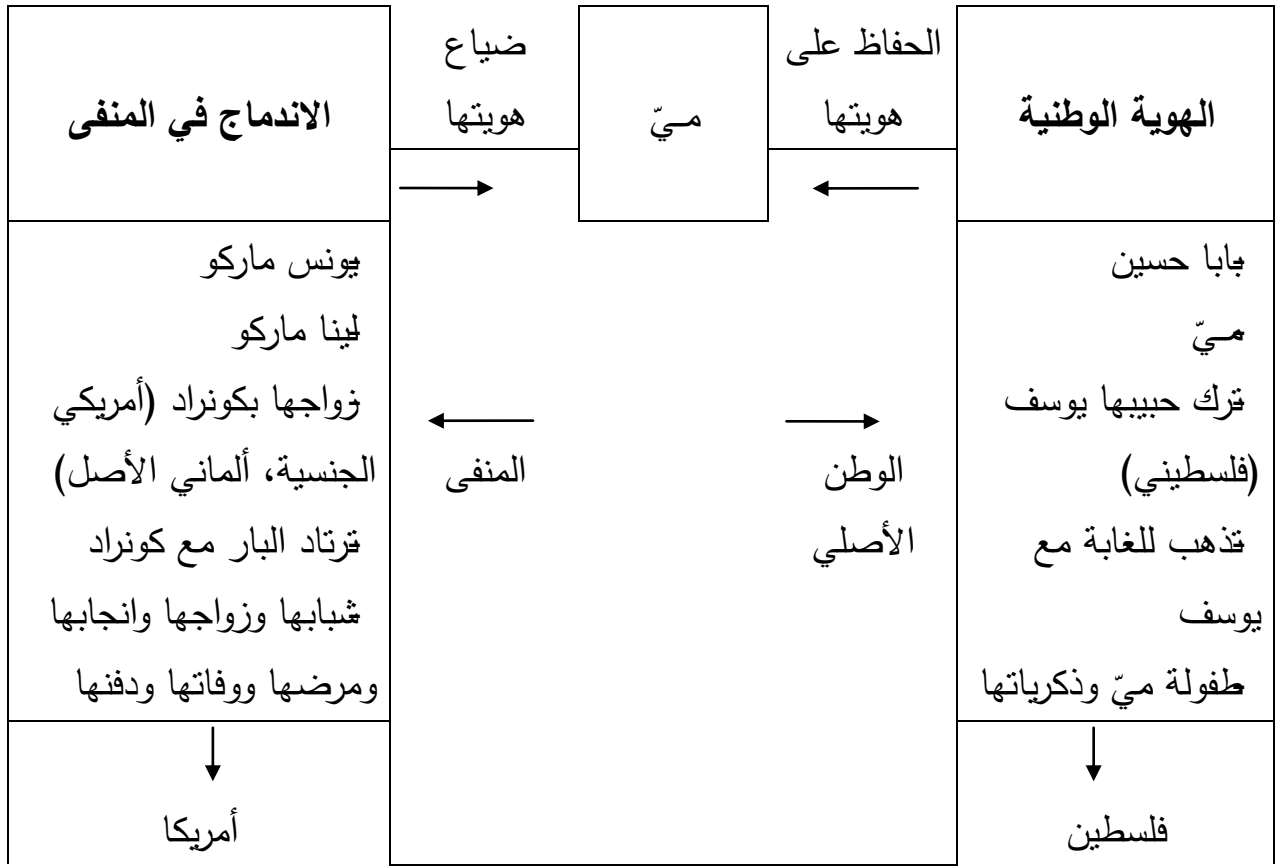 الهوية الوطنية
الحفاظ على
هويتها
مـيّ
ضياع
هويتها
الاندماج في المنفى
-بابا حسين
-مـيّ
-ترك حبيبها يوسف
(فلسطيني)
-تذهب للغابة مع
يوسف
-طفولة ميّ وذكرياتها
الوطن
الأصلي
المنفى
-يونس ماركو
-لينا ماركو
-زواجها بكونراد (أمريكي
الجنسية، ألماني الأصل)
-ترتاد البار مع كونراد
-شبابها وزواجها وانجابها
ومرضها ووفاتها ودفنها
فلسطين
أمريكا